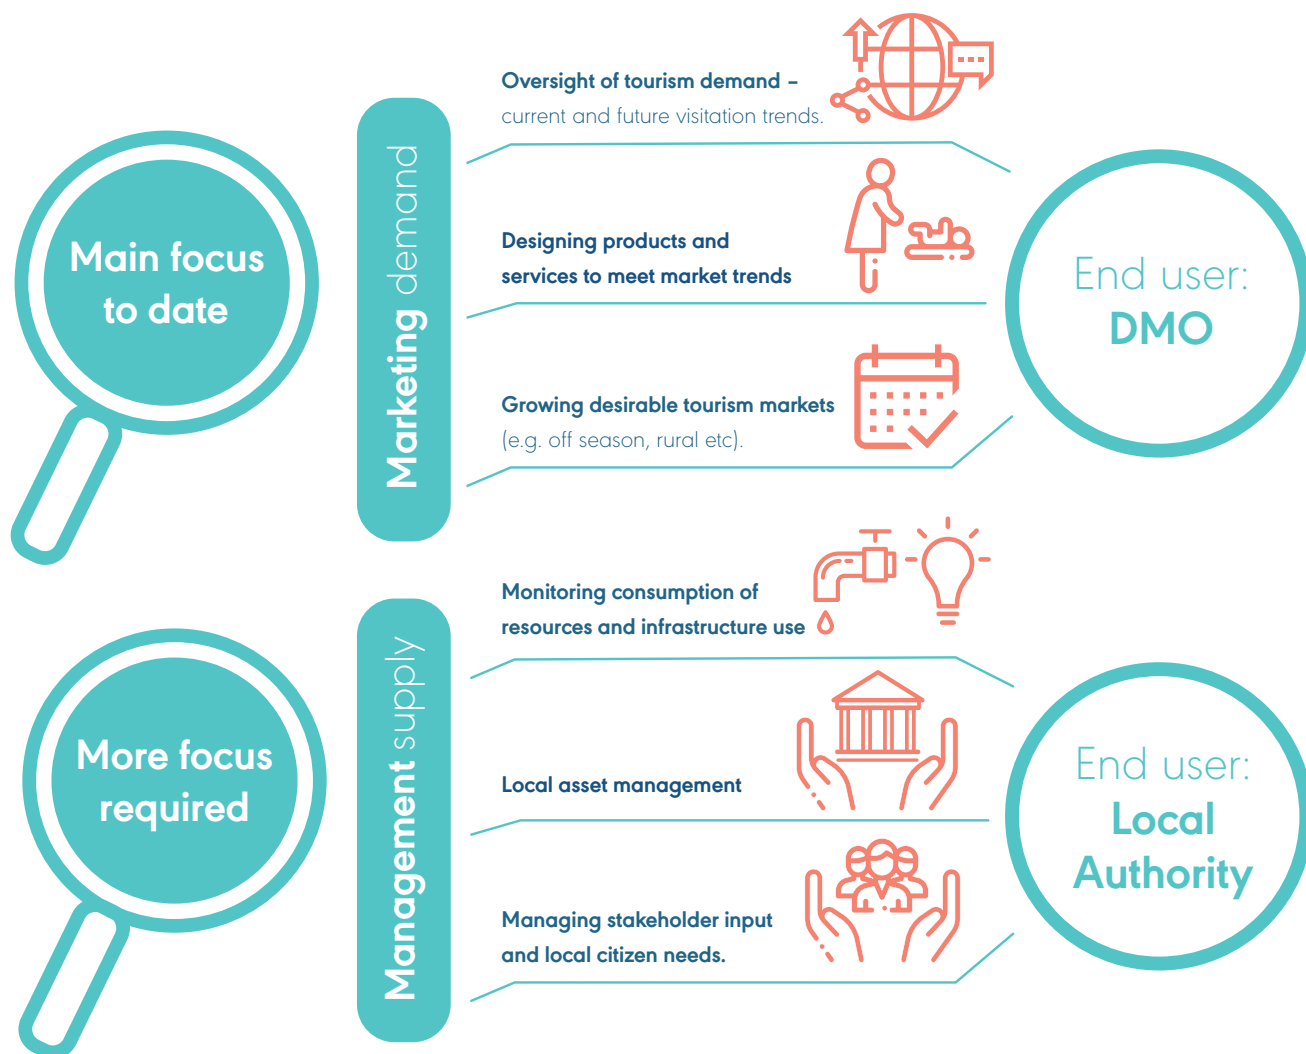 Main focus
to date
Marketing demand
Oversight of tourism demand –
current and future visitation trends.
Designing products and
services to meet market trends
Growing desirable tourism markets
(e.g. off season, rural etc).
End user:
DMO
More focus
required
Management supply
Monitoring consumption of
resources and infrastructure use
Local asset management
Managing stakeholder input
and local citizen needs.
End user:
Local
Authority